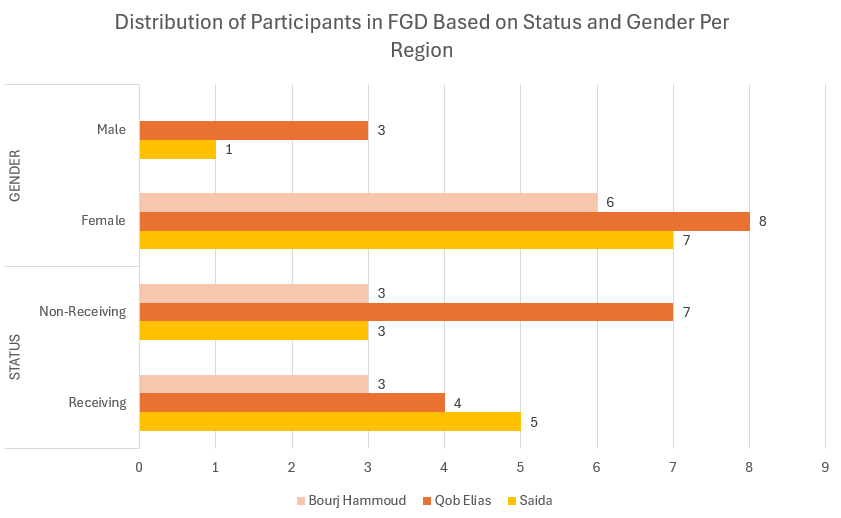 Distribution of Participants in FGD Based on Status and Gender Per
Region
GENDER
Male
3
1
Female
6
8
7
STATUS
Non-Receiving
3
7
3
Receiving
3
4
5
0 1 2 3 4 5 6 7 8 9
Bourj Hammoud Qob Elias Saida